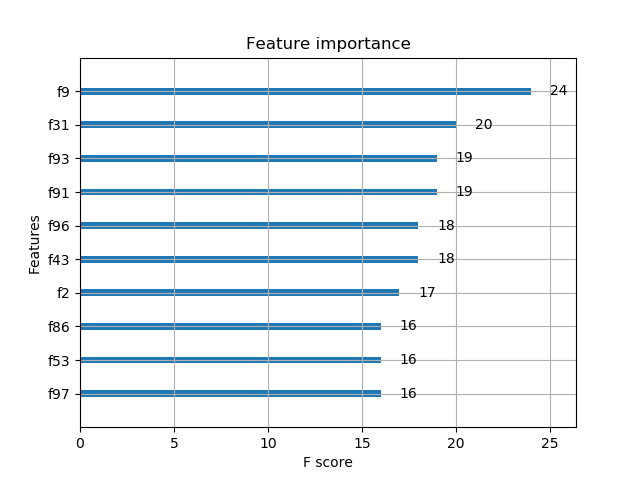 Feature importance
f9 24
f31 20
f93 19
f91 19
f96 18
f43 18
f2 17
f86 16
f53 16
f97 16
0 5 10 15 20 25
F score
Features